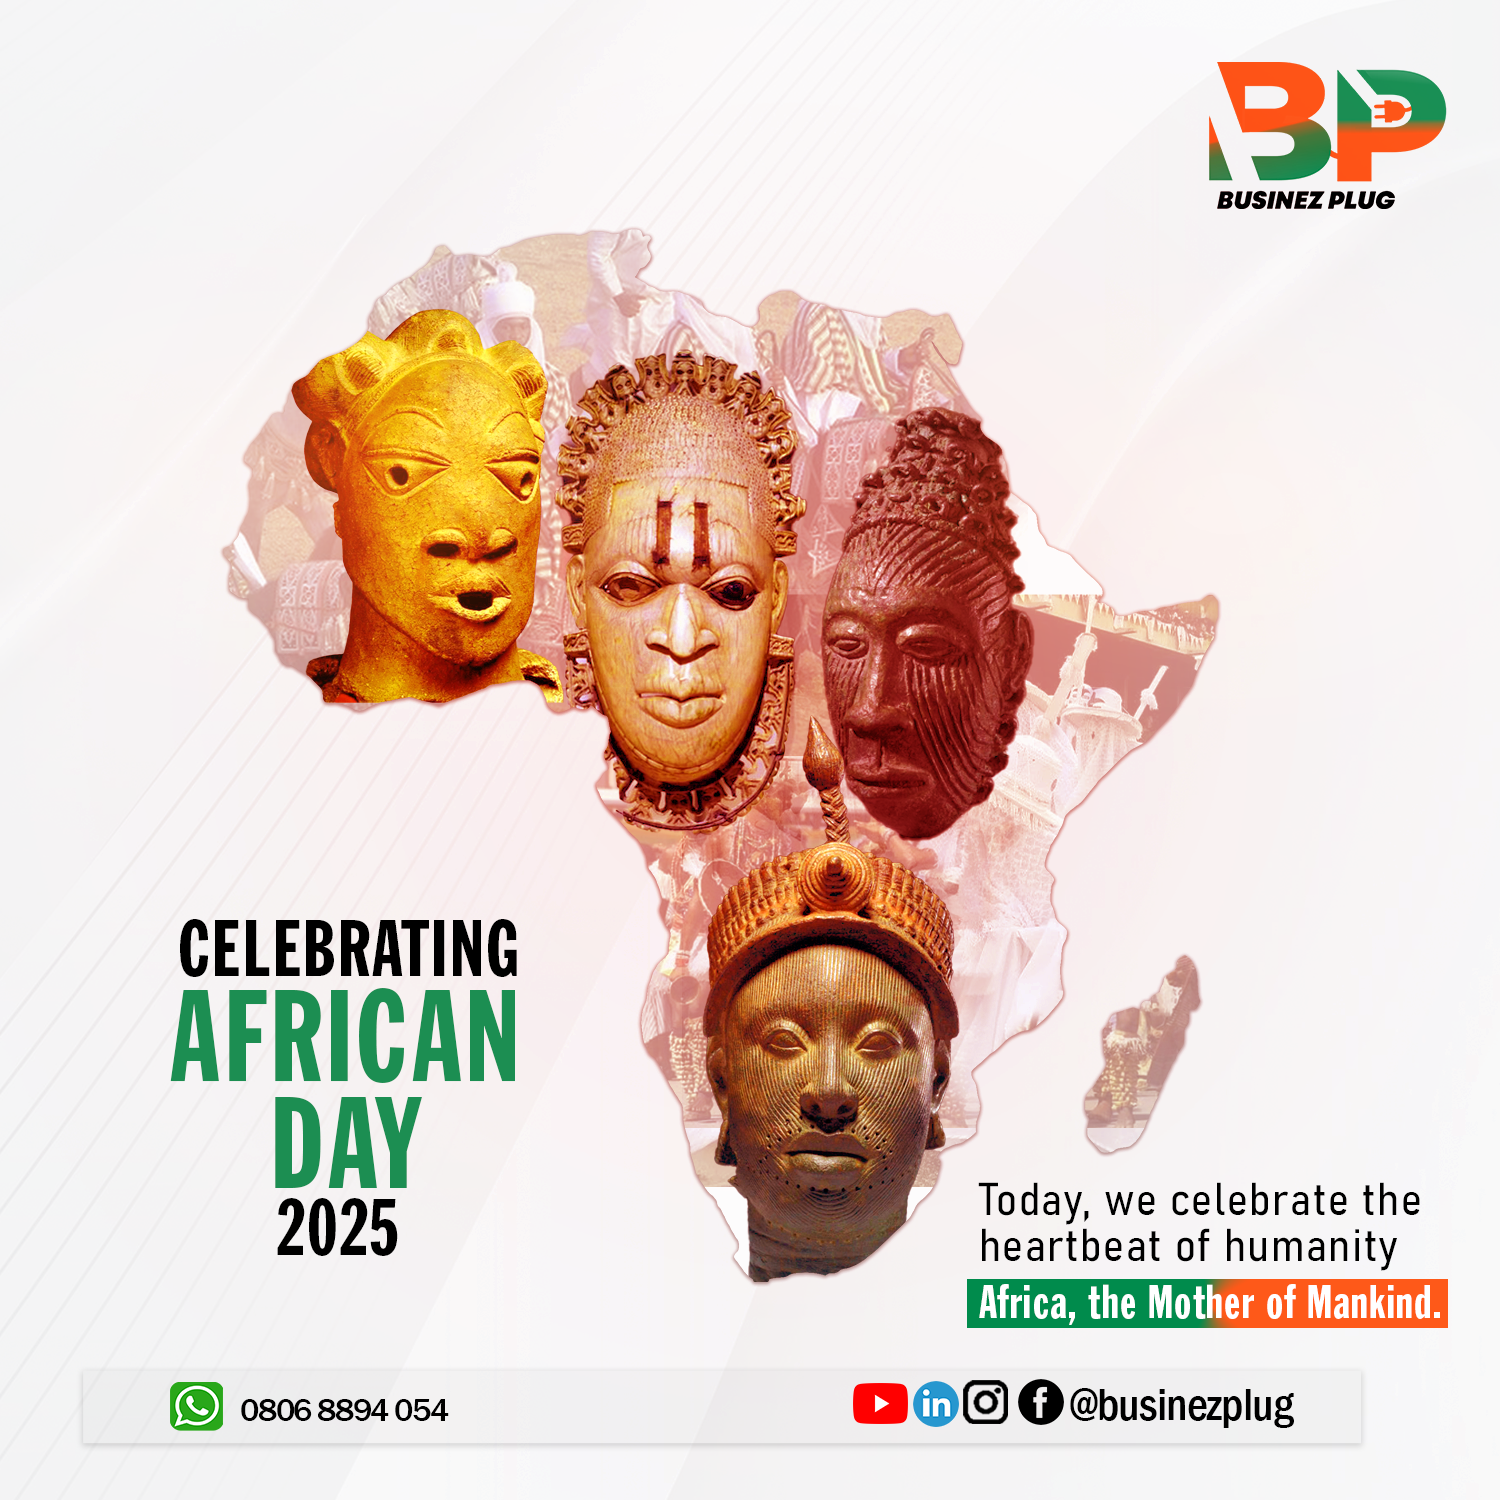 BP
BUSINEZ PLUG
CELEBRATING
AFRICAN
DAY
2025
Today, we celebrate the
heartbeat of humanity
Africa, the Mother of Mankind.
0806 8894 054
in @businezplug